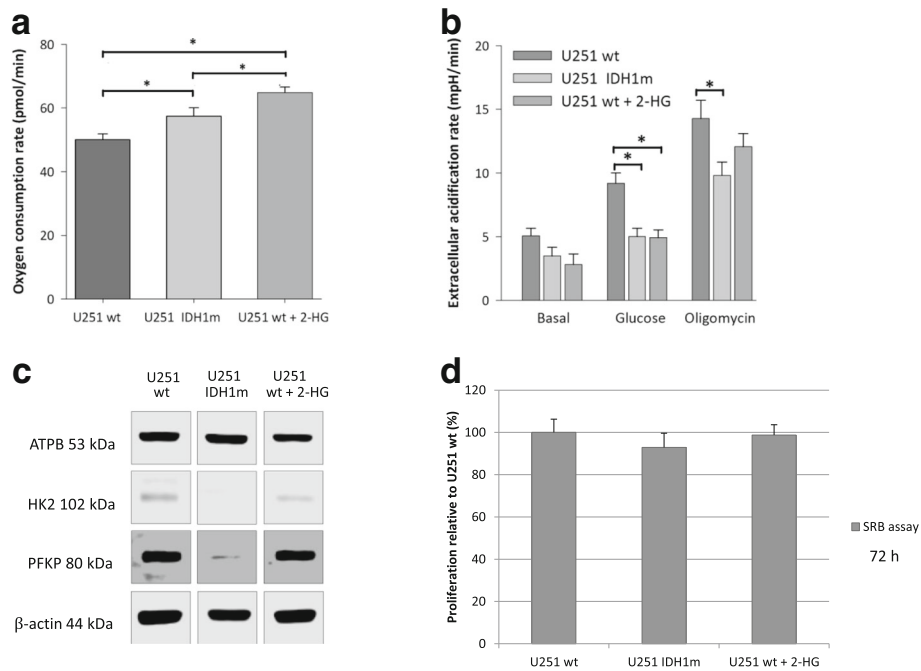 a
Oxygen consumption rate (pmol/min)
80
60
40
20
0
*
*
*
U251 wt
U251 IDH1m
U251 wt + 2-HG
b
Extracellular acidification rate (mpH/min)
20
15
10
5
0
U251 wt
U251 IDH1m
U251 wt + 2-HG
*
*
*
Basal
Glucose
Oligomycin
c
U251 wt
U251 IDH1m
U251 wt + 2-HG
ATPB 53 kDa
HK2 102 kDa
PFKP 80 kDa
β-actin 44 kDa
d
Proliferation relative to U251 wt (%)
120
100
80
60
40
20
0
U251 wt
U251 IDH1m
U251 wt + 2-HG
SRB assay
72 h